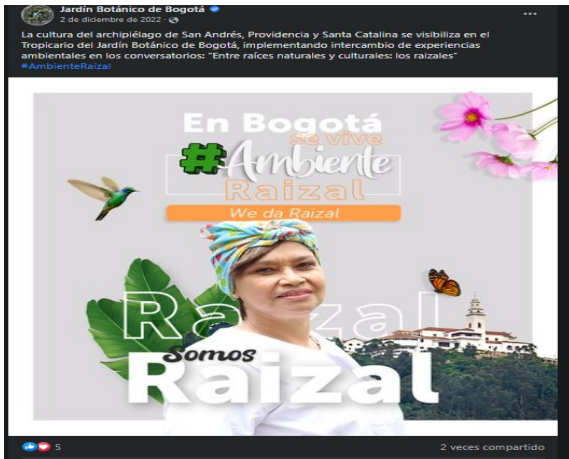 Jardín Botánico de Bogotá
2 de diciembre de 2022 ·
La cultura del archipiélago de San Andrés, Providencia y Santa Catalina se visibiliza en el
Tropicario del Jardín Botánico de Bogotá, implementando intercambio de experiencias
ambientales en los conversatorios: "Entre raíces naturales y culturales: los raizales"
#AmbienteRaizal
En Bogotá
se vive
#Ambiente
Raizal
We da Raizal
Raizal
Somos
Raizal
5
2 veces compartido